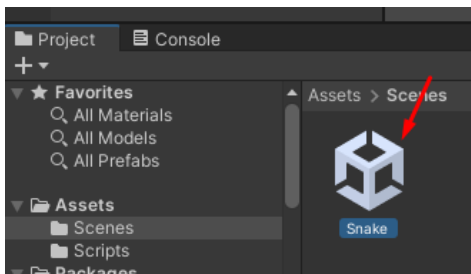 Project
Console
Favorites
All Materials
All Models
All Prefabs
Assets
Scenes
Scripts
Packages
Assets > Scenes
Snake